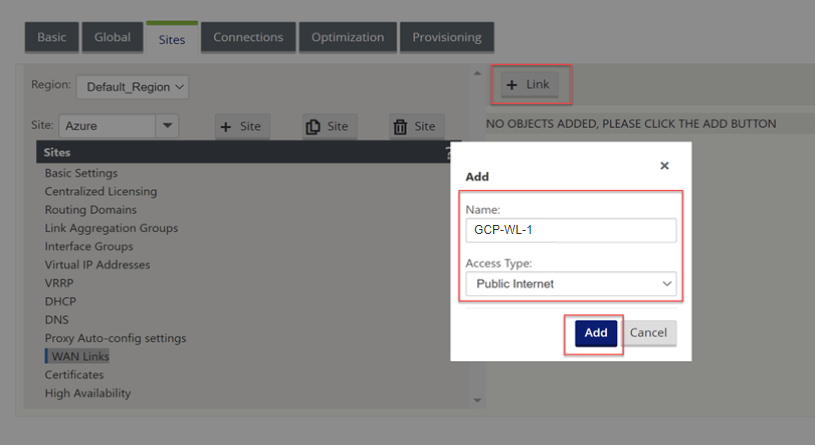 Basic Global Sites Connections Optimization Provisioning
Region: Default_Region
+ Link
Site: Azure + Site Site Site
NO OBJECTS ADDED, PLEASE CLICK THE ADD BUTTON
Sites
?
Basic Settings
Centralized Licensing
Routing Domains
Link Aggregation Groups
Interface Groups
Virtual IP Addresses
VRRP
DHCP
DNS
Proxy Auto-config settings
WAN Links
Certificates
High Availability
×
Add
Name:
GCP-WL-1
Access Type:
Public Internet
Add Cancel